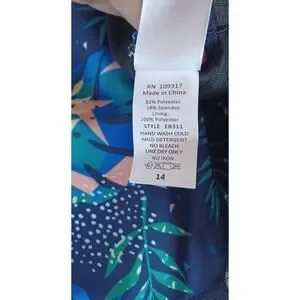 RN 109317
Made in China
82% Polyester
18% Spandex
Lining:
100% Polyester
STYLE EB311
HAND WASH COLD
MILD DETERGENT
NO BLEACH
LINE DRY ONLY
NO IRON
14